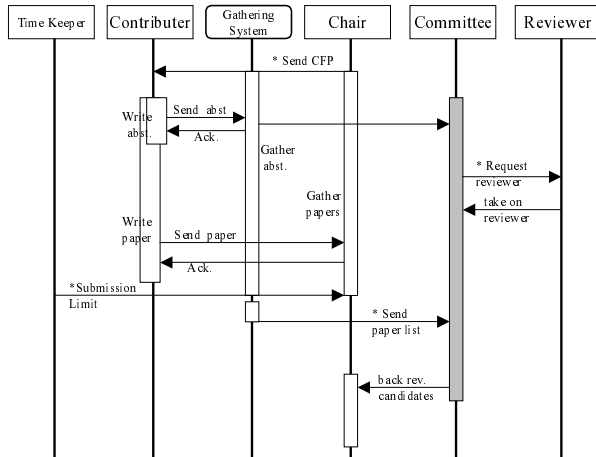 Time Keeper
Contributer
Gathering
System
Chair
Committee
Reviewer
* Send CFP
Write
abst.
Send abst
Ack.
Gather
abst.
* Request
reviewer
Gather
papers
take on
reviewer
Write
paper
Send paper
Ack.
*Submission
Limit
* Send
paper list
back rev.
candidates